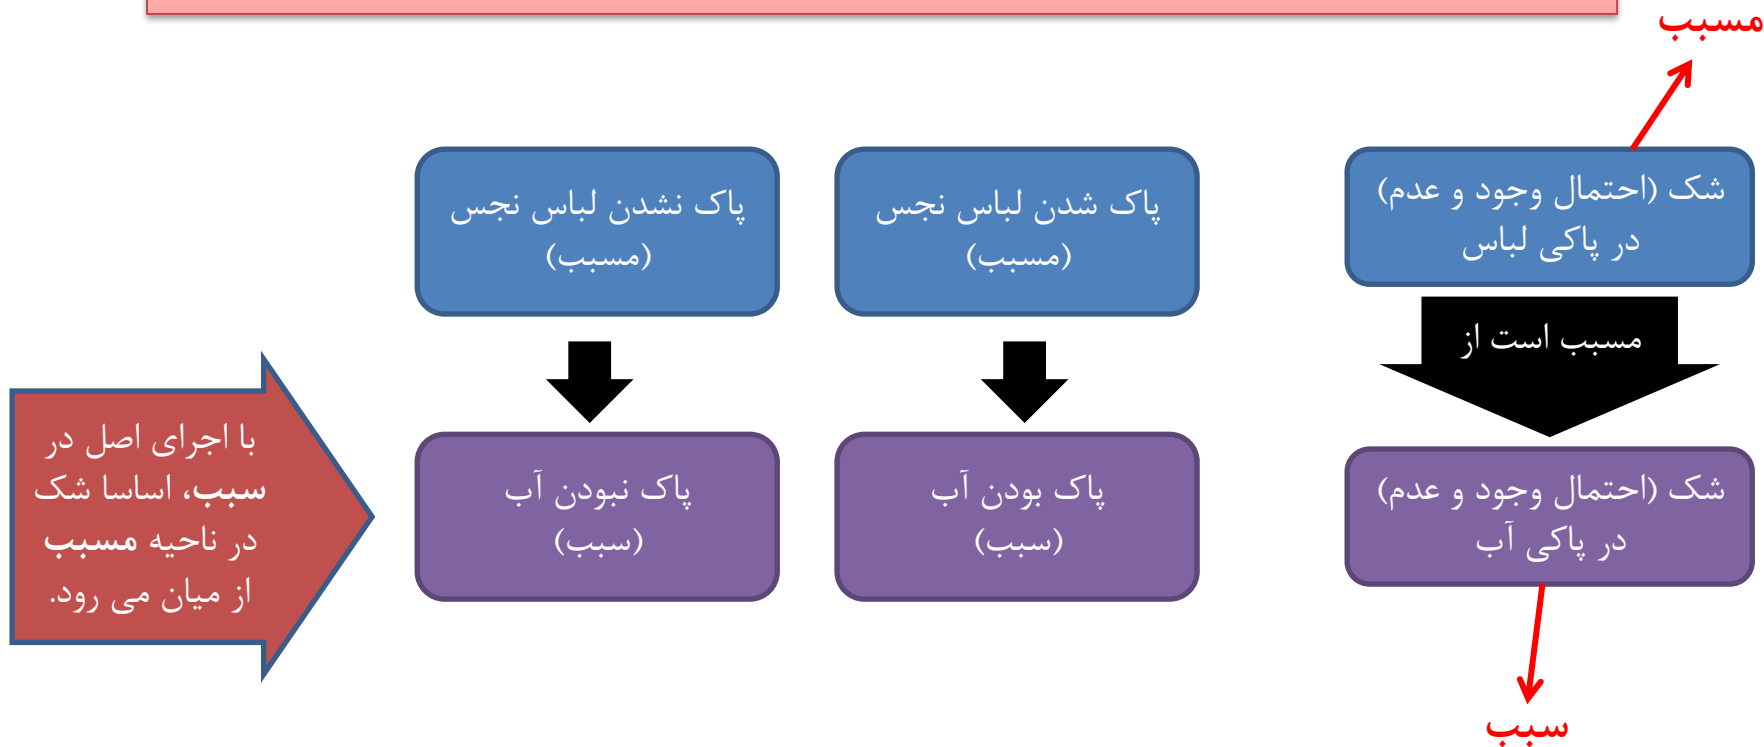 مسبب
شک (احتمال وجود و عدم)
در پاکی لباس
مسبب است از
شک (احتمال وجود و عدم)
در پاکی آب
سبب
پاک شدن لباس نجس
(مسبب)
پاک بودن آب
(سبب)
پاک نشدن لباس نجس
(مسبب)
پاک نبودن آب
(سبب)
با اجرای اصل در
سبب، اساسا شک
در ناحیه مسبب
از میان می رود.